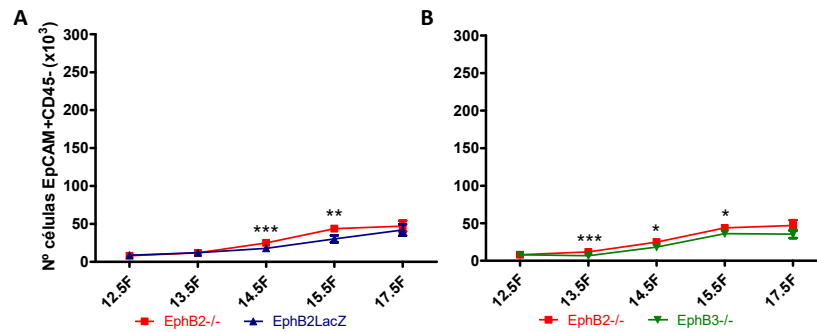 A
B
Nº células EpCAM+CD45- (x10³)
300
250
200
150
100
50
0
***
**
12.5F
13.5F
14.5F
15.5F
17.5F
EphB2-/-
EphB2LacZ
300
250
200
150
100
50
0
***
*
*
12.5F
13.5F
14.5F
15.5F
17.5F
EphB2-/-
EphB3-/-